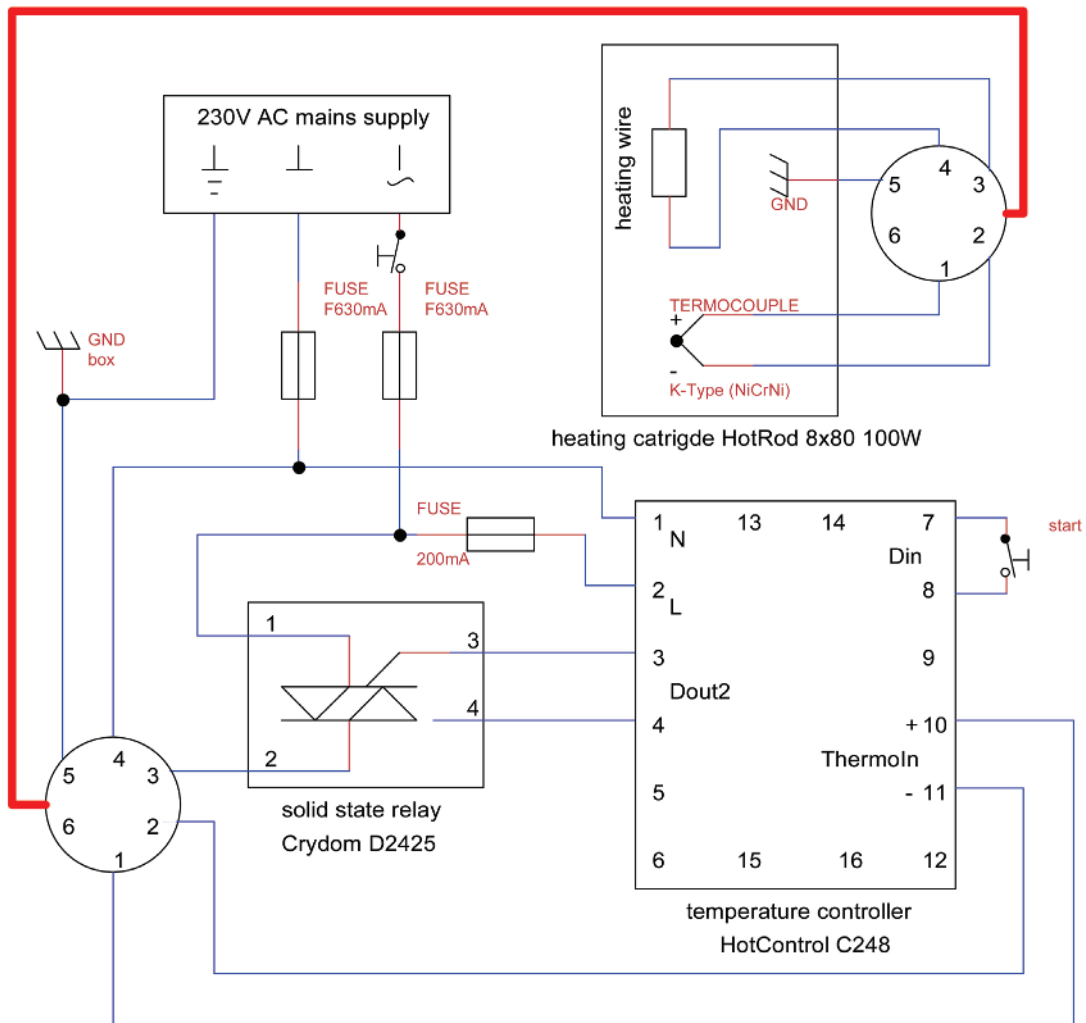 230V AC mains supply
FUSE
F630mA
FUSE
F630mA
GND
box
heating wire
GND
4
3
5
6
2
1
TERMOCOUPLE
+
-
K-Type (NiCrNi)
heating catrigde HotRod 8x80 100W
FUSE
200mA
1
N
2
L
3
Dout2
4
5
6
13
14
15
16
7
Din
8
9
+ 10
ThermoIn
- 11
12
start
temperature controller
HotControl C248
1
2
3
4
solid state relay
Crydom D2425
4
5
3
6
2
1